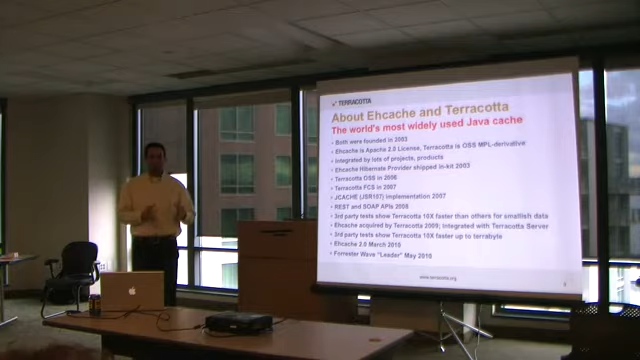 TERRACOTTA
About Ehcache and Terracotta
The world's most widely used Java cache
• Both were founded in 2003
• Ehcache is Apache 2.0 License, Terracotta is OSS MPL-derivative
• Integrated by lots of projects, products
• Ehcache Hibernate Provider shipped in-kit 2003
• Terracotta OSS in 2006
• Terracotta FCS in 2007
• JCACHE (JSR107) implementation 2007
• REST and SOAP APIs 2008
• 3rd party tests show Terracotta 10X faster than others for smallish data
• Ehcache acquired by Terracotta 2009; Integrated with Terracotta Server
• 3rd party tests show Terracotta 10X faster up to terrabyte
• Ehcache 2.0 March 2010
• Forrester Wave "Leader" May 2010
www.terracotta.org